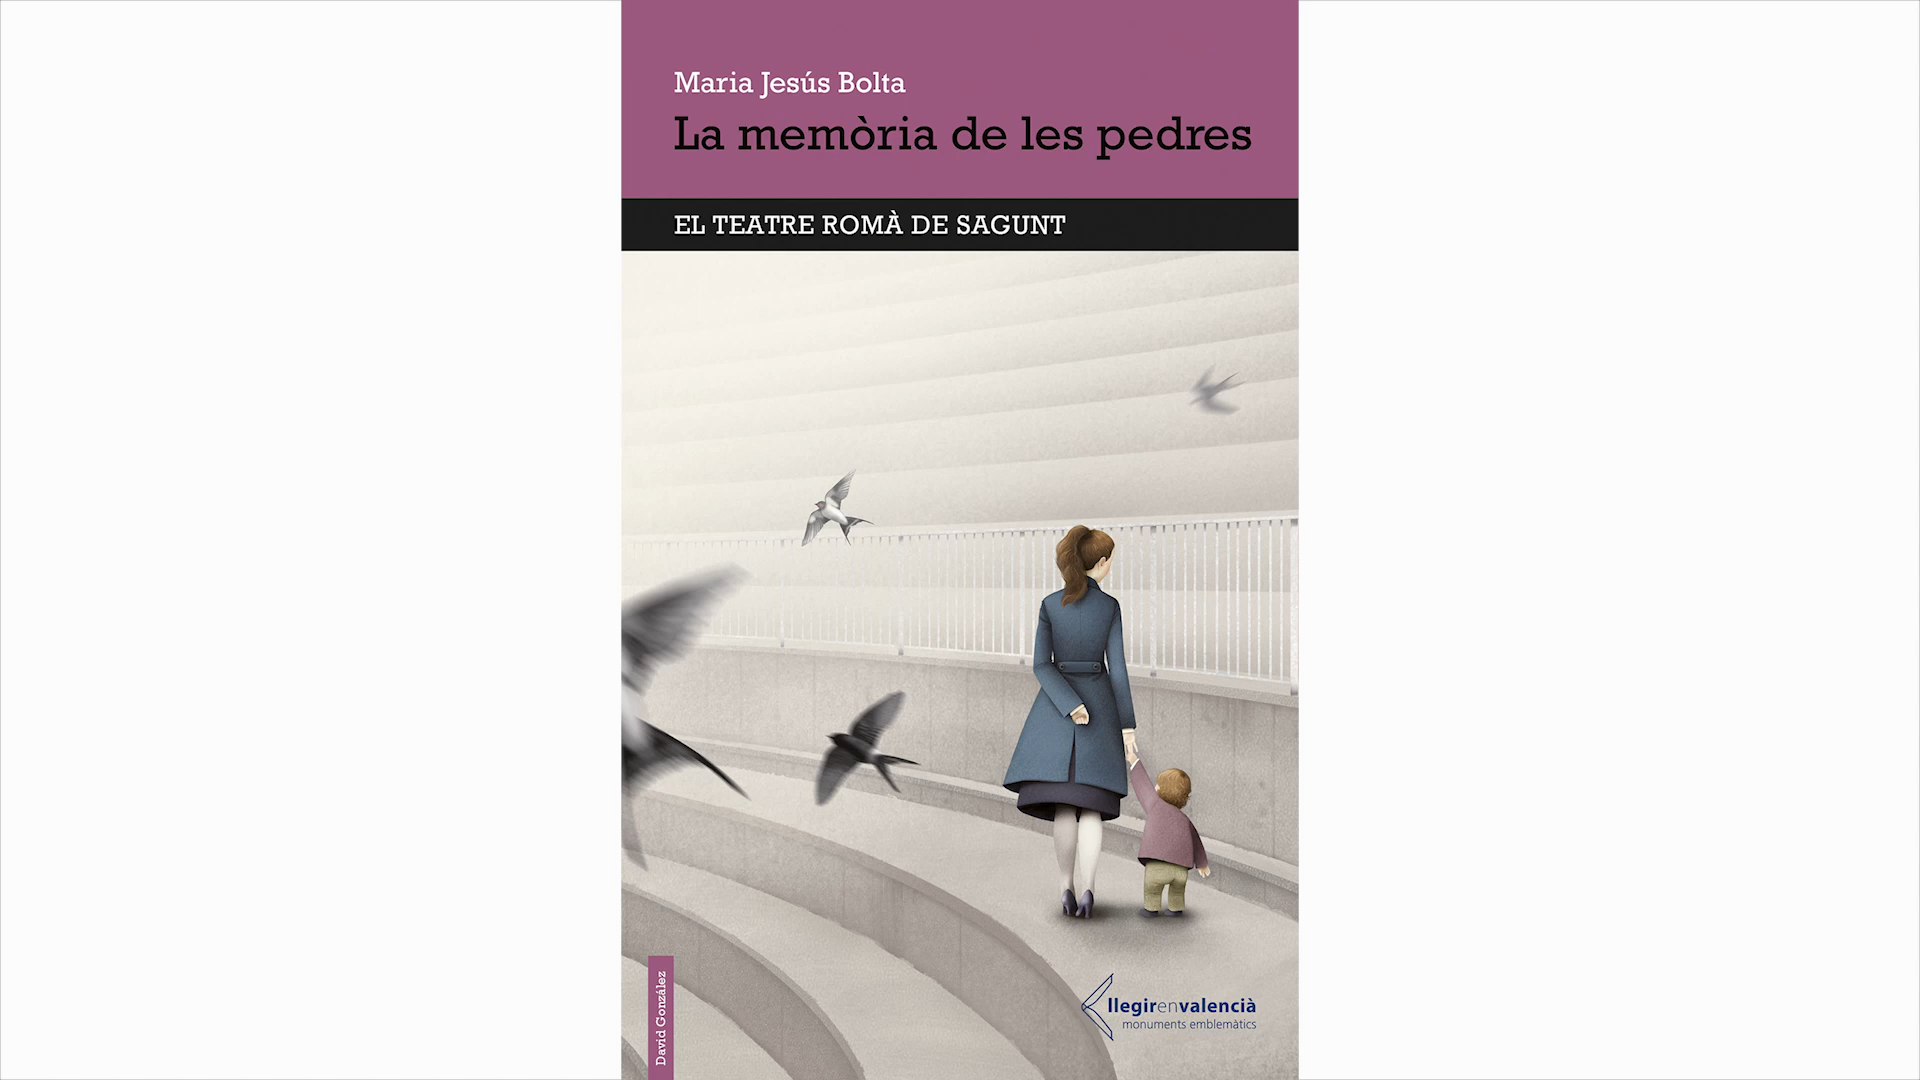 Maria Jesús Bolta
La memòria de les pedres
EL TEATRE ROMÀ DE SAGUNT
David González
llegirenvalencià
monuments emblemàtics